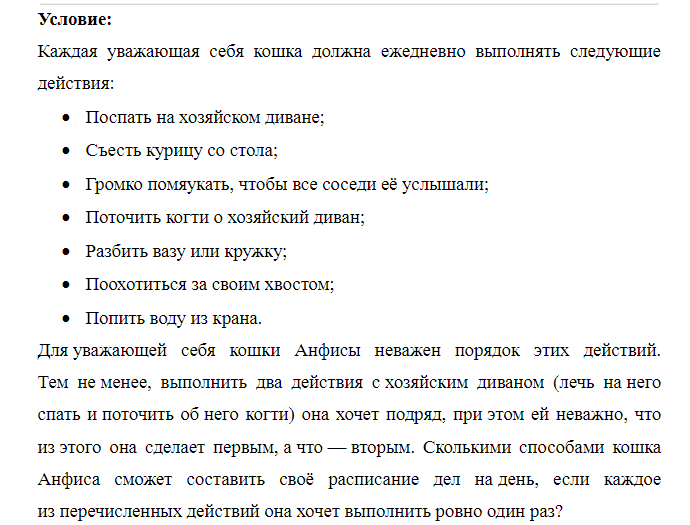 Условие:
Каждая уважающая себя кошка должна ежедневно выполнять следующие
действия:
• Поспать на хозяйском диване;
• Съесть курицу со стола;
• Громко помяукать, чтобы все соседи её услышали;
• Поточить когти о хозяйский диван;
• Разбить вазу или кружку;
• Поохотиться за своим хвостом;
• Попить воду из крана.
Для уважающей себя кошки Анфисы неважен порядок этих действий.
Тем не менее, выполнить два действия с хозяйским диваном (лечь на него
спать и поточить об него когти) она хочет подряд, при этом ей неважно, что
из этого она сделает первым, а что — вторым. Сколькими способами кошка
Анфиса сможет составить своё расписание дел на день, если каждое
из перечисленных действий она хочет выполнить ровно один раз?